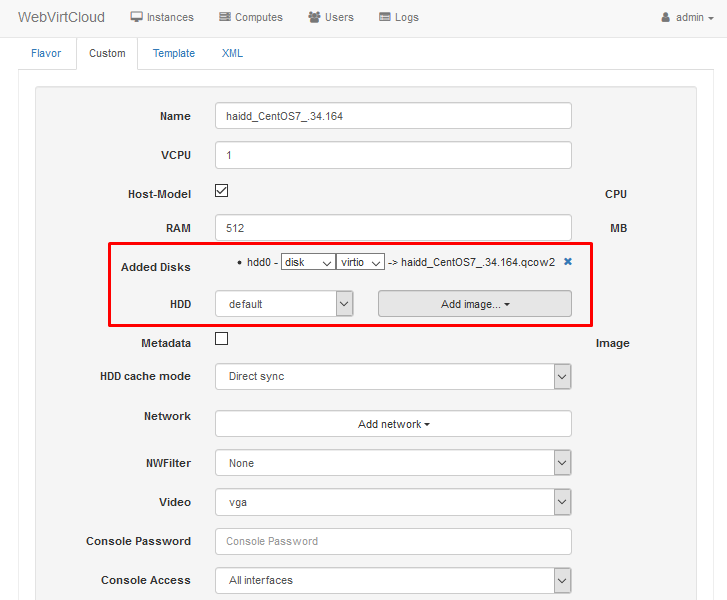 WebVirtCloud Instances Computes Users Logs admin
Flavor Custom Template XML
Name haidd_CentOS7_.34.164
VCPU 1
Host-Model CPU
RAM 512 MB
Added Disks • hdd0 - disk virtio -> haidd_CentOS7_.34.164.qcow2 ×
HDD default Add image...
Metadata Image
HDD cache mode Direct sync
Network Add network
NWFilter None
Video vga
Console Password Console Password
Console Access All interfaces